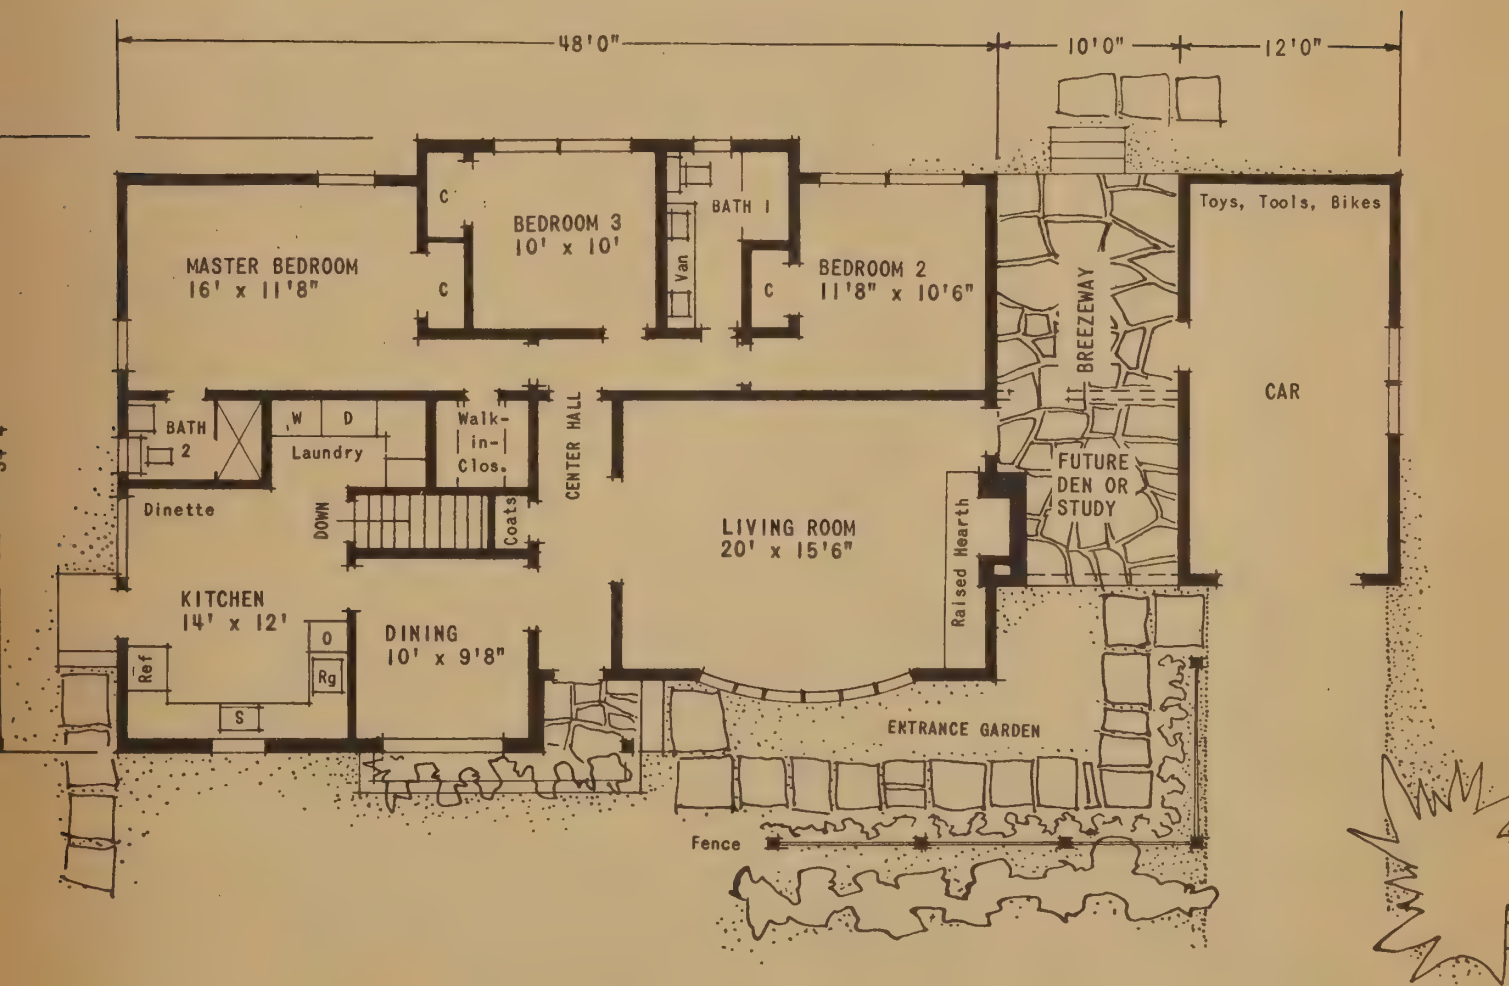 48'0"
10'0"
12'0"
Toys, Tools, Bikes
C
BEDROOM 3
10' x 10'
BATH 1
Van
MASTER BEDROOM
16' x 11'8"
C
C
BEDROOM 2
11'8" x 10'6"
BREEZEWAY
CAR
BATH
2
W
D
Laundry
Walk-
in-
Clos.
CENTER HALL
FUTURE
DEN OR
STUDY
Dinette
DOWN
Coats
LIVING ROOM
20' x 15'6"
Raised Hearth
KITCHEN
14' x 12'
DINING
10' x 9'8"
O
Rg
Ref
S
ENTRANCE GARDEN
Fence